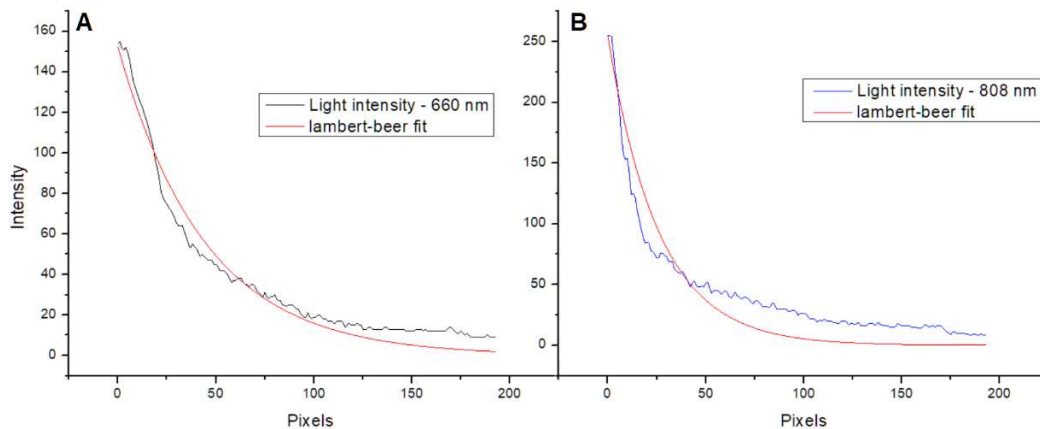 A
160
140
120
100
80
60
40
20
0
Intensity
Light intensity - 660 nm
lambert-beer fit
0 50 100 150 200
Pixels
B
250
200
150
100
50
0
Light intensity - 808 nm
lambert-beer fit
0 50 100 150 200
Pixels